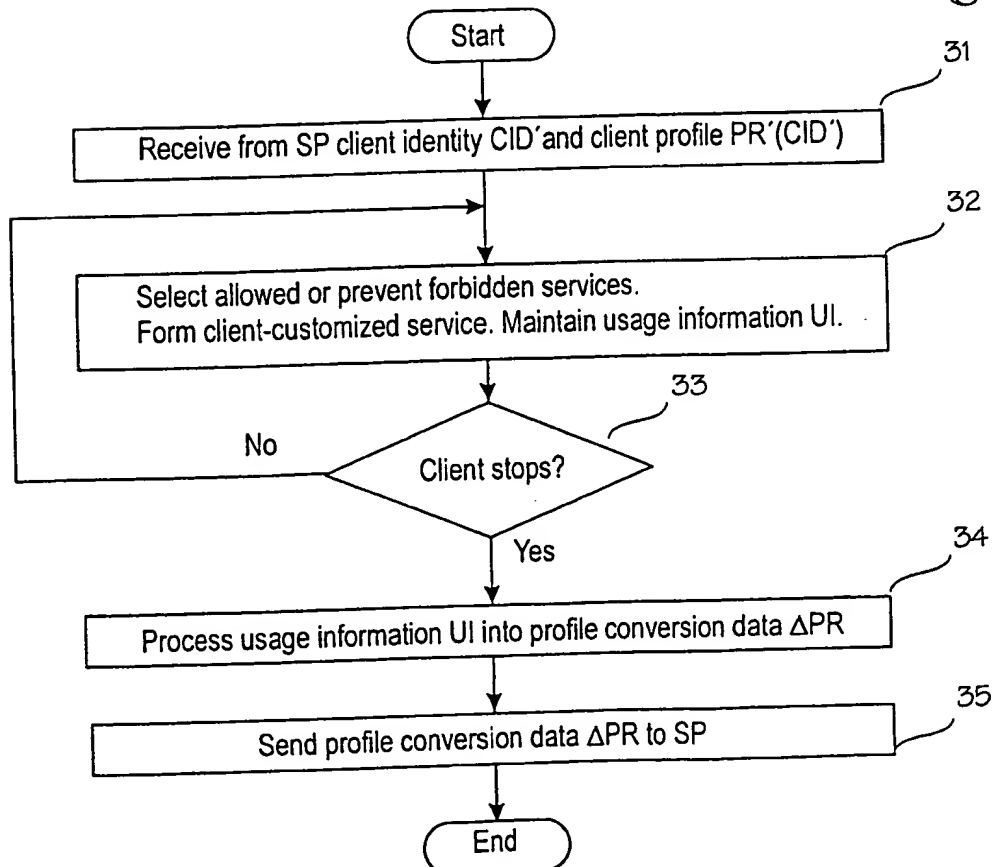 Start
31
Receive from SP client identity CID´and client profile PR´(CID´)
32
Select allowed or prevent forbidden services.
Form client-customized service. Maintain usage information UI.
33
No
Client stops?
Yes
34
Process usage information UI into profile conversion data ΔPR
35
Send profile conversion data ΔPR to SP
End